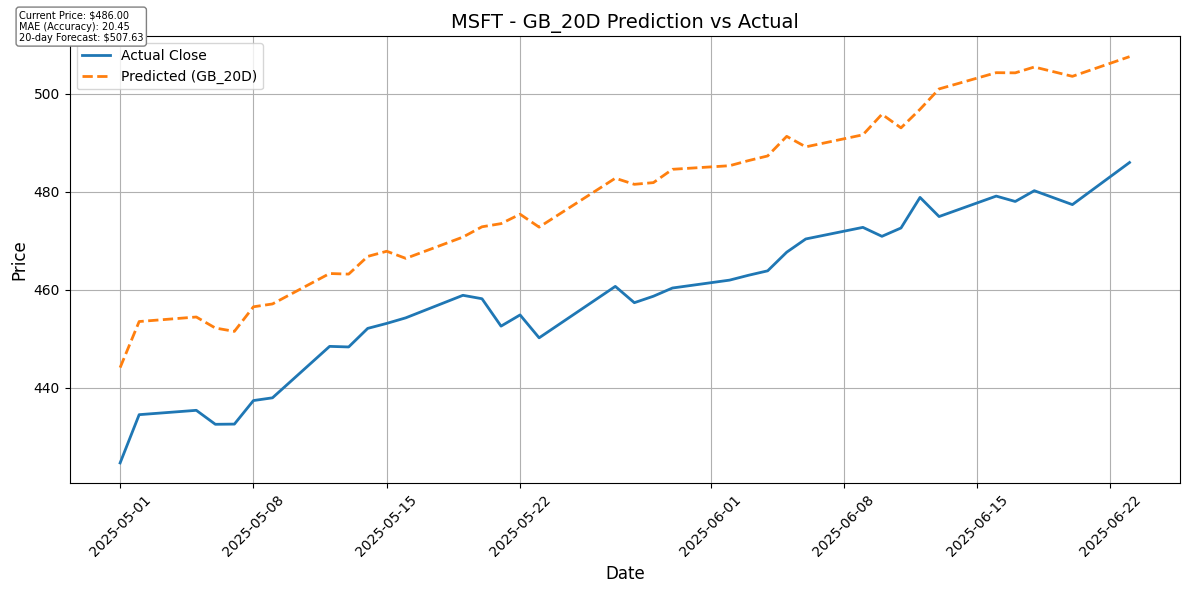 MSFT - GB_20D Prediction vs Actual
Current Price: $486.00
MAE (Accuracy): 20.45
20-day Forecast: $507.63
Actual Close
Predicted (GB_20D)
Price
500
480
460
440
2025-05-01
2025-05-08
2025-05-15
2025-05-22
2025-06-01
2025-06-08
2025-06-15
2025-06-22
Date